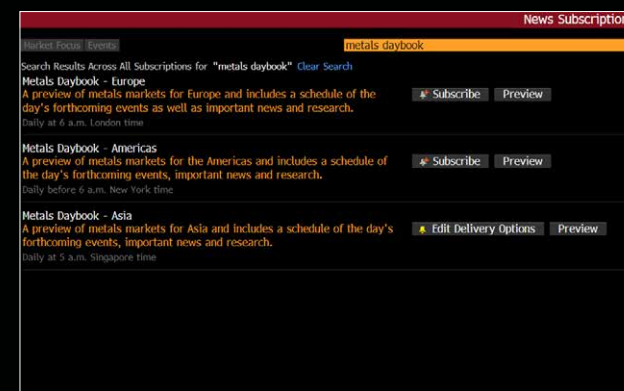 News Subscription
Market Focus Events
metals daybook
Search Results Across All Subscriptions for "metals daybook" Clear Search
Metals Daybook - Europe
A preview of metals markets for Europe and includes a schedule of the
day's forthcoming events as well as important news and research.
Subscribe Preview
Daily at 6 a.m. London time
Metals Daybook - Americas
A preview of metals markets for the Americas and includes a schedule of
the day's forthcoming events, important news and research.
Subscribe Preview
Daily before 6 a.m. New York time
Metals Daybook - Asia
A preview of metals markets for Asia and includes a schedule of the day's
forthcoming events, important news and research.
Edit Delivery Options Preview
Daily at 5 a.m. Singapore time